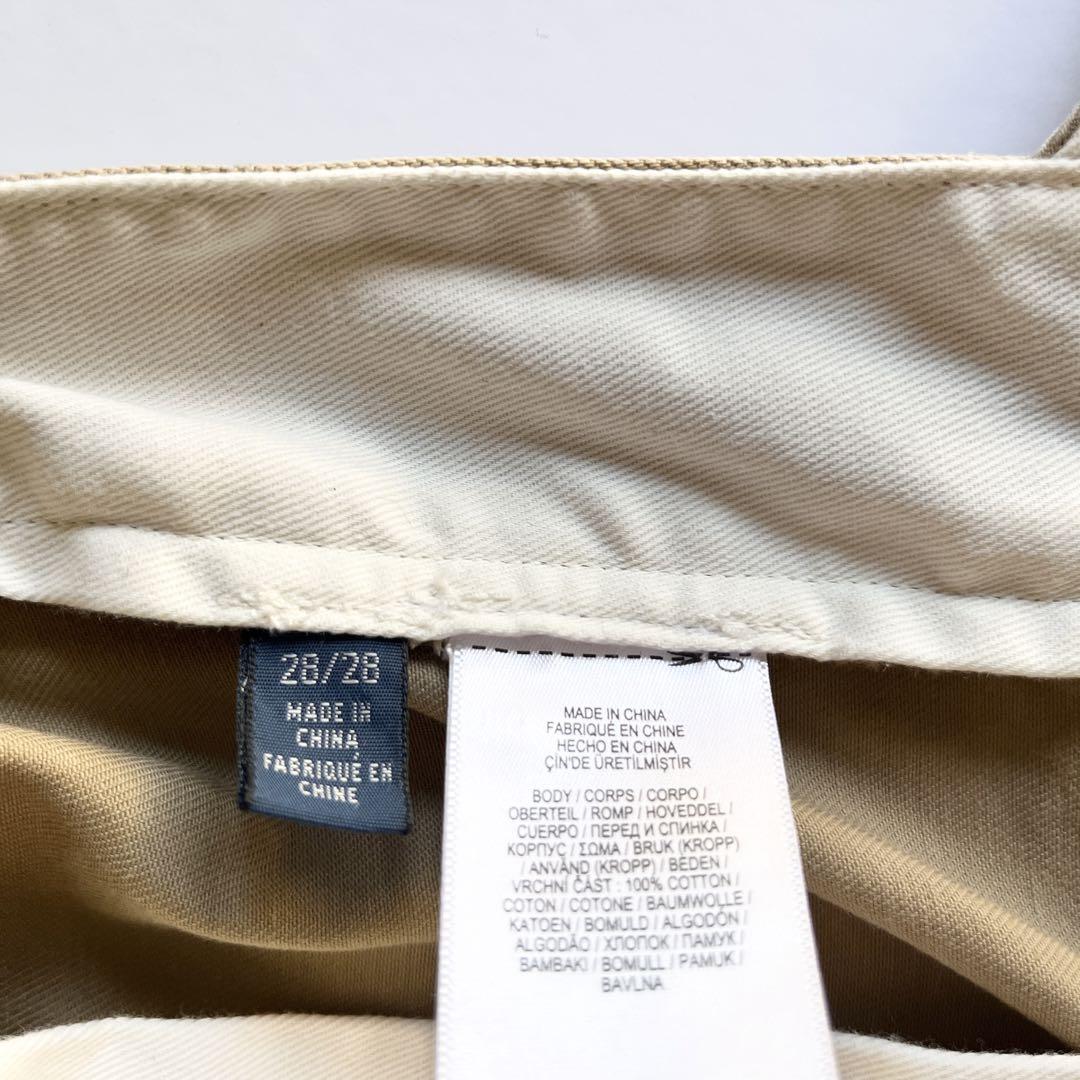 28/28
MADE IN
CHINA
FABRIQUÉ EN
CHINE
MADE IN CHINA
FABRIQUÉ EN CHINE
HECHO EN CHINA
ÇİN'DE ÜRETİLMİŞTİR
BODY / CORPS / CORPO /
OBERTEIL / ROMP / HOVEDDEL /
CUERPO / ПЕРЕД И СПИНКА /
КОРПУС / ΣΩΜΑ / BRUK (KROPP)
/ ANVÄND (KROPP) / BEDEN /
VRCHNÍ ČÁST : 100% COTTON /
COTON / COTONE / BAUMWOLLE /
KATOEN / BOMULD / ALGODÓN /
ALGODÃO / ХЛОПОК / ПАМУК /
ΒΑΜΒΑΚΙ / BOMULL / PAMUK /
BAVLNA